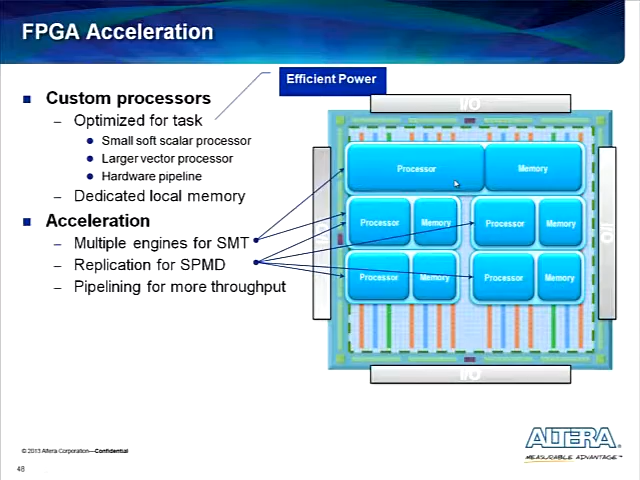 FPGA Acceleration
Efficient Power
Custom processors
– Optimized for task
Small soft scalar processor
Larger vector processor
Hardware pipeline
– Dedicated local memory
Acceleration
– Multiple engines for SMT
– Replication for SPMD
– Pipelining for more throughput
I/O
Processor Memory
Processor Memory Processor Memory
Processor Memory Processor Memory
I/O
I/O
I/O
© 2013 Altera Corporation—Confidential
48
ALTERA
MEASURABLE ADVANTAGE™